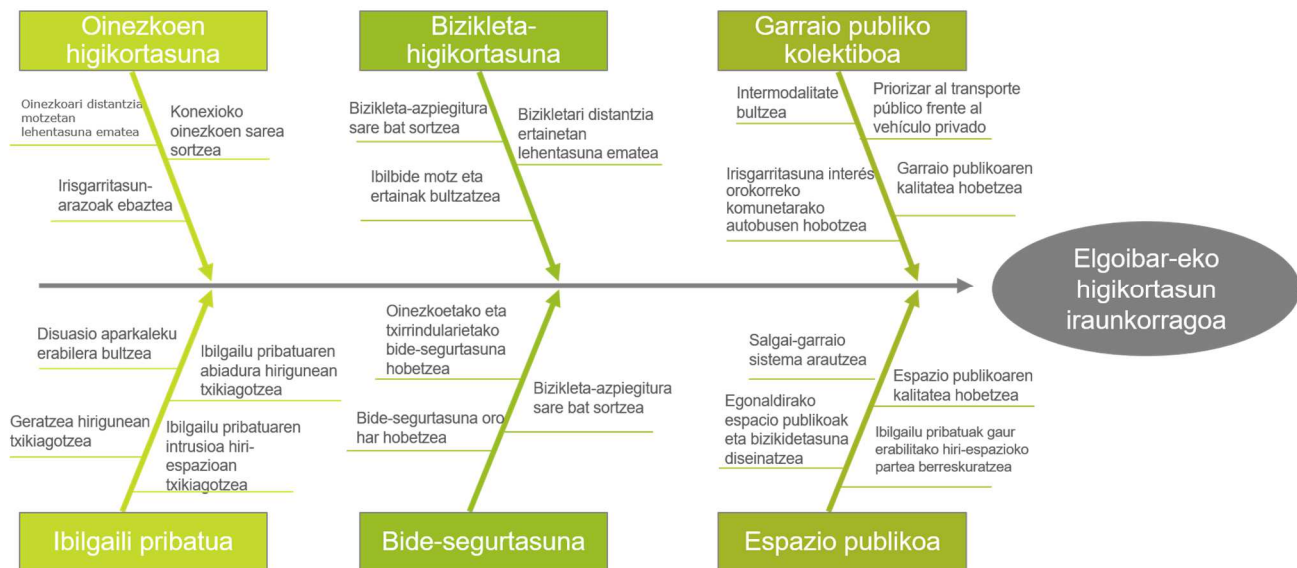 Oinezkoen
higikortasuna
Bizikleta-
higikortasuna
Garraio publiko
kolektiboa
Oinezkoari distantzia
motzetan
lehentasuna ematea
Konexioko
oinezkoen sarea
sortzea
Irisgarritasun-
arazoak ebaztea
Bizikleta-azpiegitura
sare bat sortzea
Bizikletari distantzia
ertainetan
lehentasuna ematea
Ibilbide motz eta
ertainak bultzatzea
Intermodalitate
bultzea
Priorizar al transporte
público frente al
vehículo privado
Irisgarritasuna interés
orokorreko
komunetarako
autobusen hobotzea
Garraio publikoaren
kalitatea hobetzea
Elgoibar-eko
higikortasun
iraunkorragoa
Disuasio aparkaleku
erabilera bultzea
Ibilgailu pribatuaren
abiadura hirigunean
txikiagotzea
Geratzea hirigunean
txikiagotzea
Ibilgailu pribatuaren
intrusioa hiri-
espazioan
txikiagotzea
Oinezkoetako eta
txirrindularietako
bide-segurtasuna
hobetzea
Bizikleta-azpiegitura
sare bat sortzea
Bide-segurtasuna oro
har hobetzea
Salgai-garraio
sistema arautzea
Espazio publikoaren
kalitatea hobetzea
Egonaldirako
espacio publikoak
eta bizikidetasuna
diseinatzea
Ibilgailu pribatuak gaur
erabilitako hiri-espazioko
partea berreskuratzea
Ibilgaili pribatua
Bide-segurtasuna
Espazio publikoa